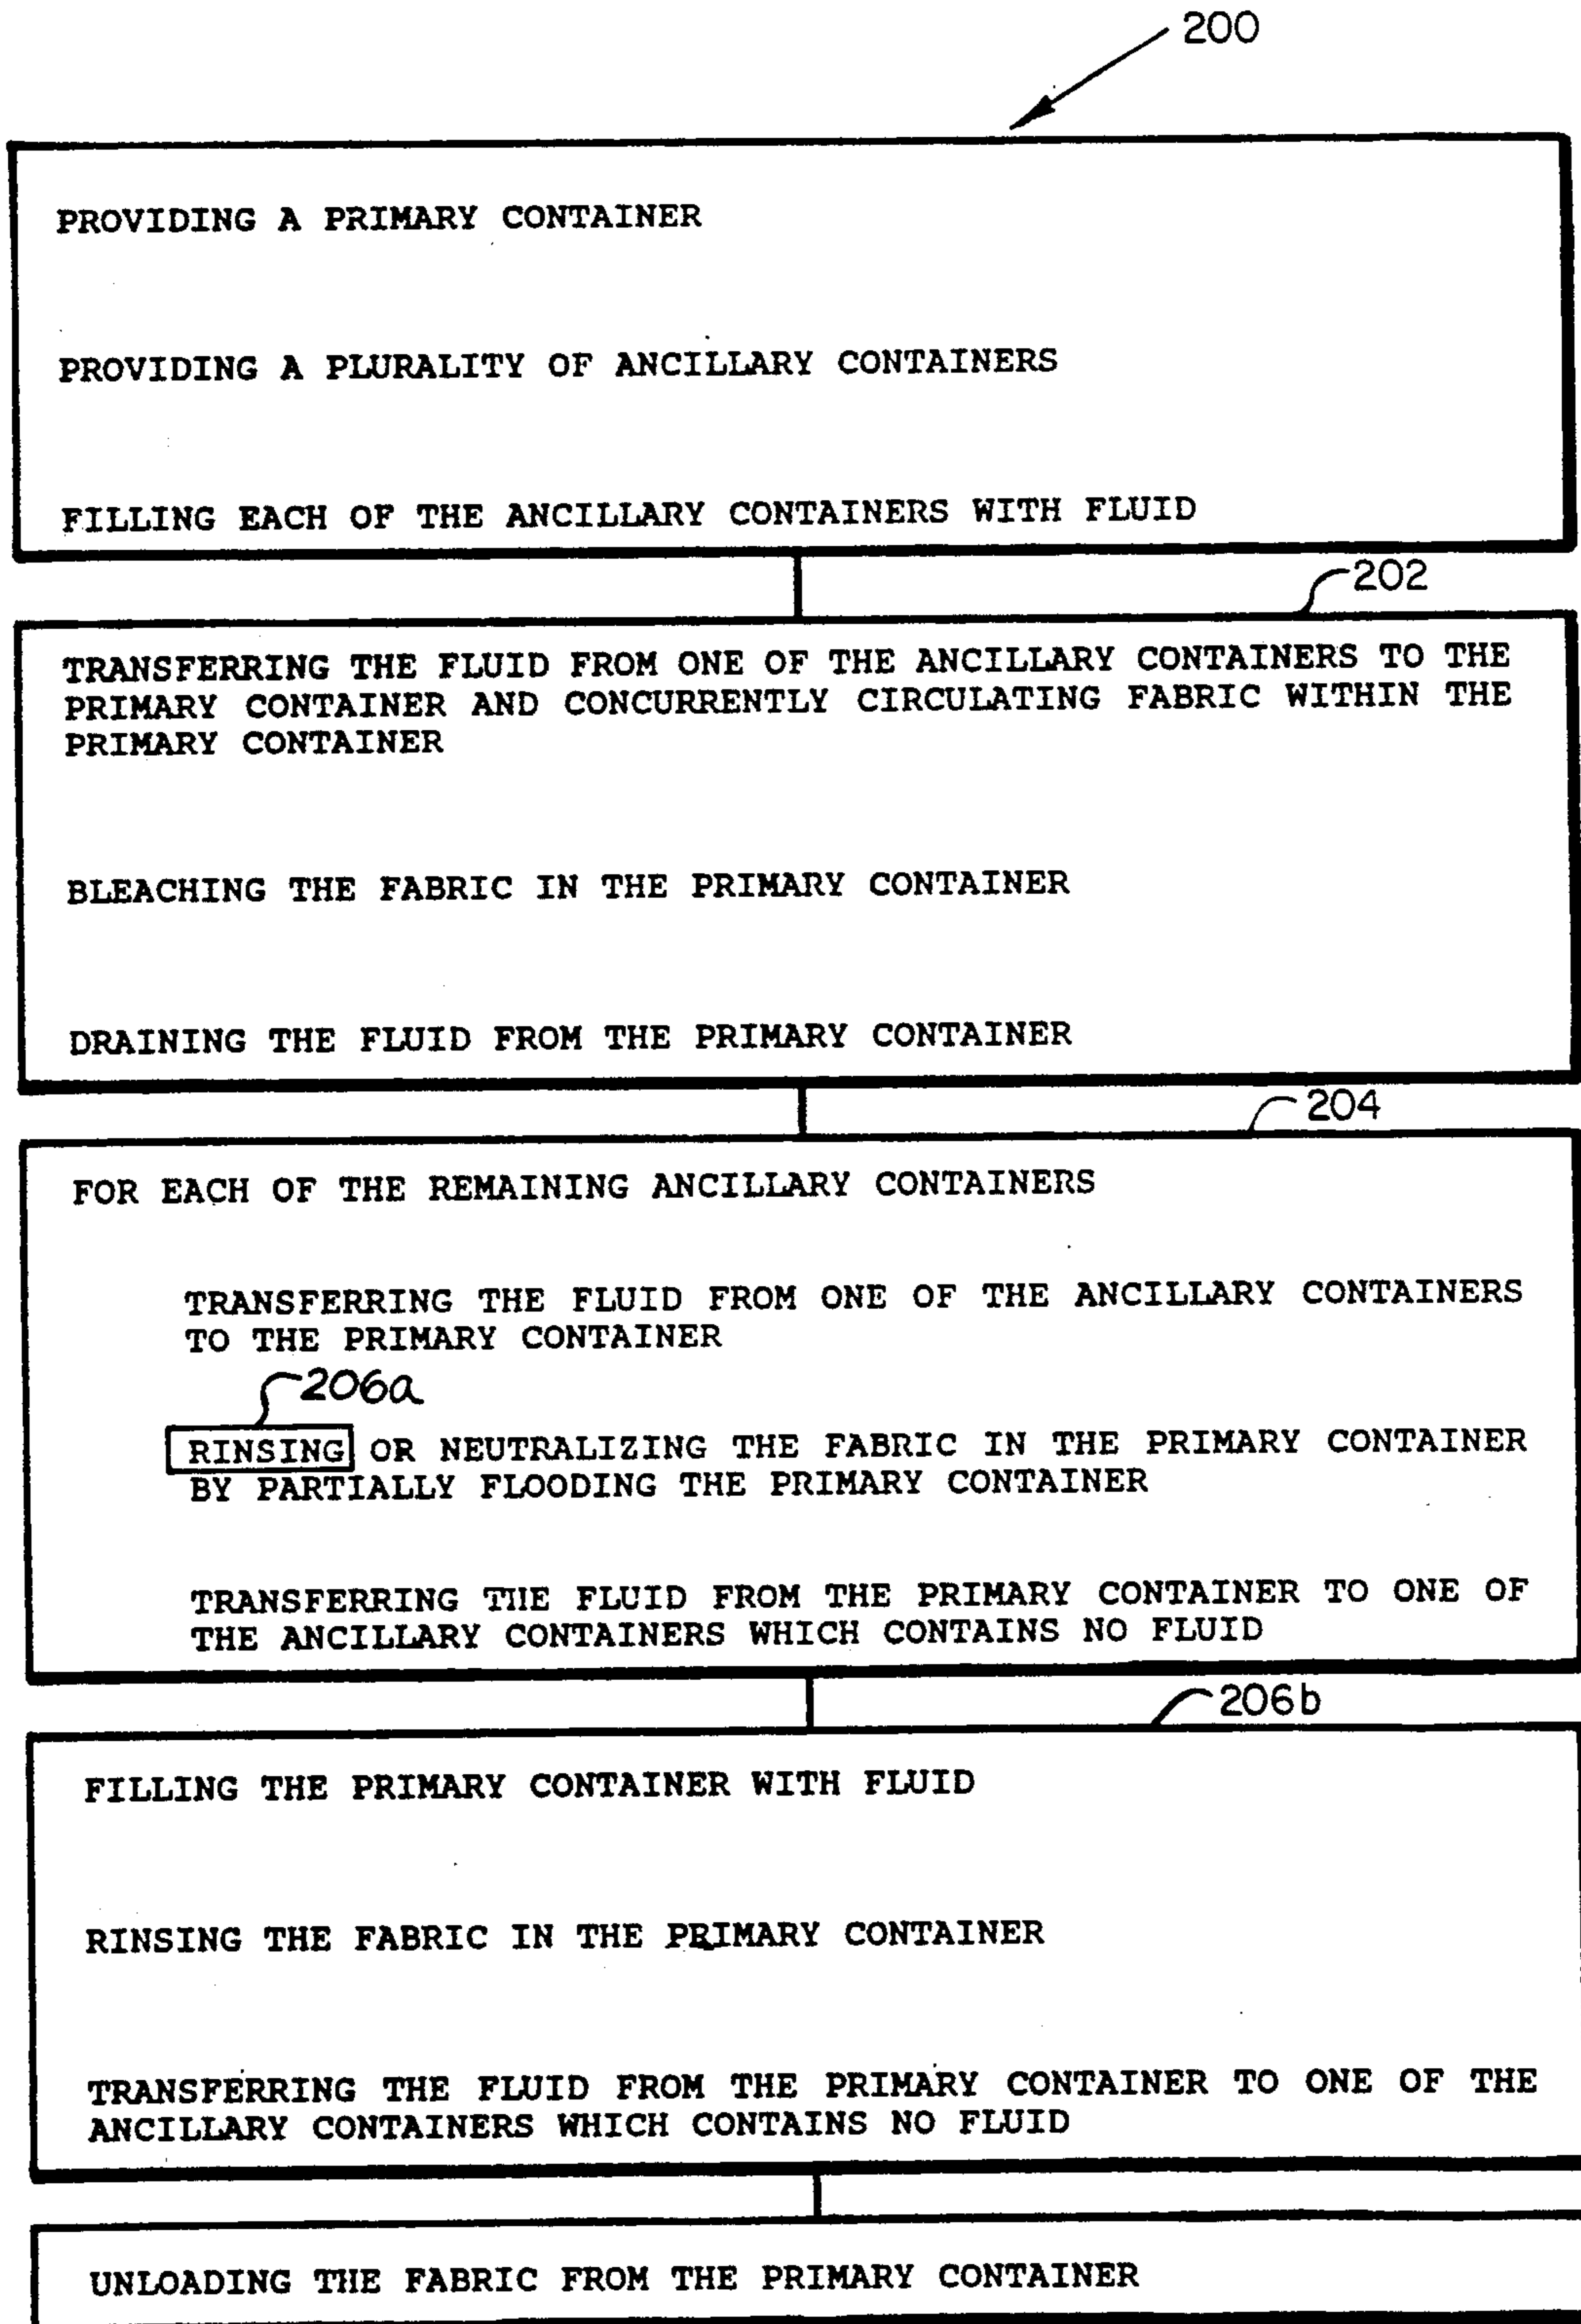 200
PROVIDING A PRIMARY CONTAINER
PROVIDING A PLURALITY OF ANCILLARY CONTAINERS
FILLING EACH OF THE ANCILLARY CONTAINERS WITH FLUID
202
TRANSFERRING THE FLUID FROM ONE OF THE ANCILLARY CONTAINERS TO THE
PRIMARY CONTAINER AND CONCURRENTLY CIRCULATING FABRIC WITHIN THE
PRIMARY CONTAINER
BLEACHING THE FABRIC IN THE PRIMARY CONTAINER
DRAINING THE FLUID FROM THE PRIMARY CONTAINER
204
FOR EACH OF THE REMAINING ANCILLARY CONTAINERS
TRANSFERRING THE FLUID FROM ONE OF THE ANCILLARY CONTAINERS
TO THE PRIMARY CONTAINER
206a
RINSING OR NEUTRALIZING THE FABRIC IN THE PRIMARY CONTAINER
BY PARTIALLY FLOODING THE PRIMARY CONTAINER
TRANSFERRING THE FLUID FROM THE PRIMARY CONTAINER TO ONE OF
THE ANCILLARY CONTAINERS WHICH CONTAINS NO FLUID
206b
FILLING THE PRIMARY CONTAINER WITH FLUID
RINSING THE FABRIC IN THE PRIMARY CONTAINER
TRANSFERRING THE FLUID FROM THE PRIMARY CONTAINER TO ONE OF THE
ANCILLARY CONTAINERS WHICH CONTAINS NO FLUID
UNLOADING THE FABRIC FROM THE PRIMARY CONTAINER